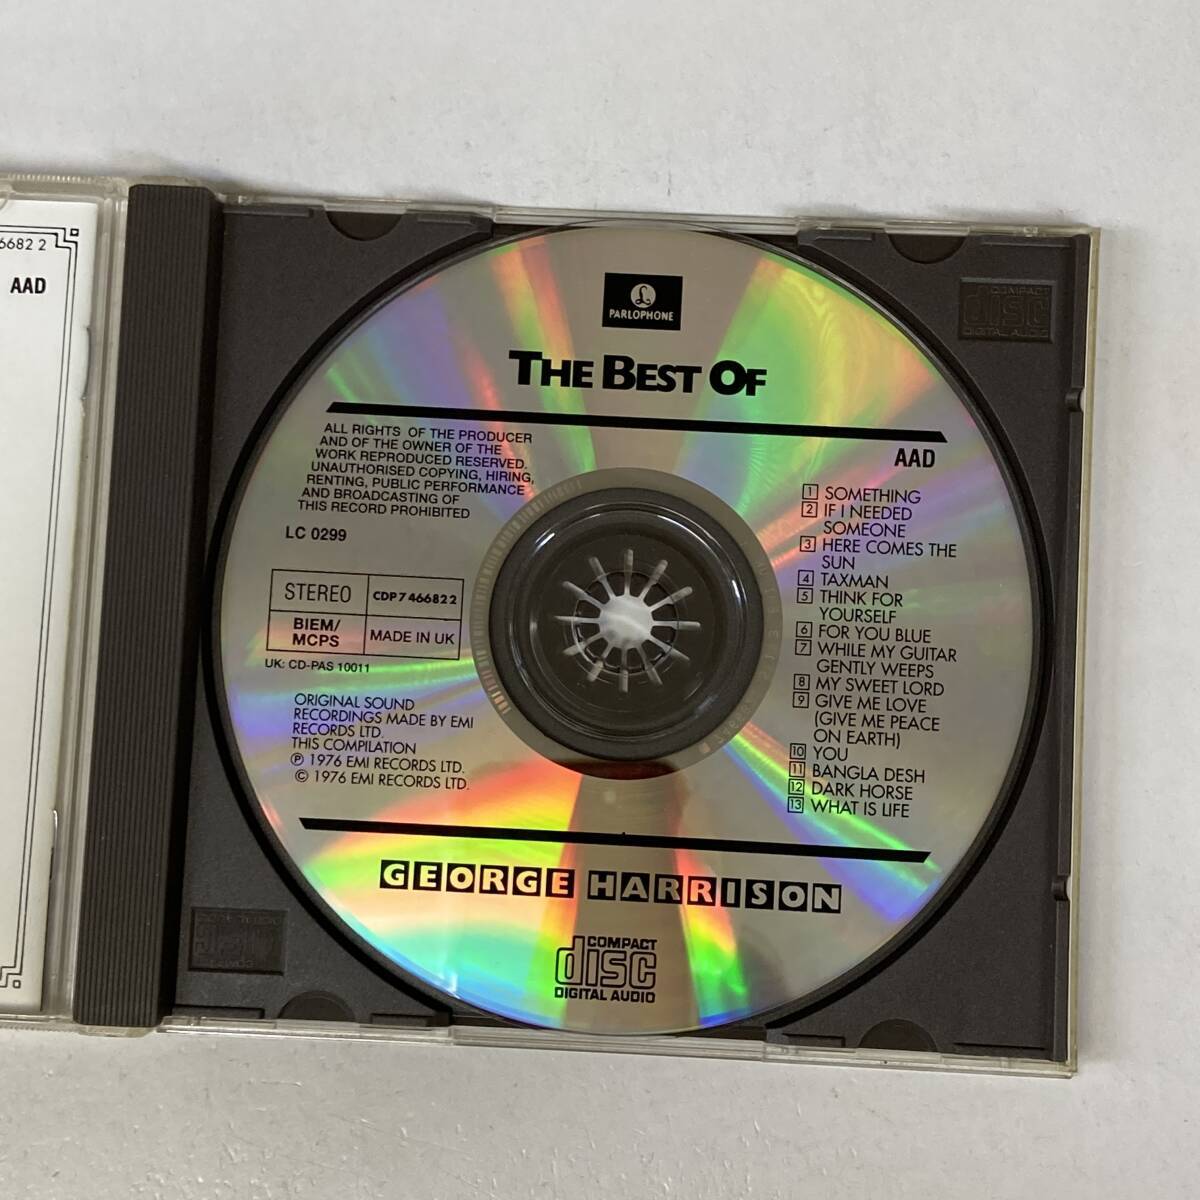 6682 2
AAD
PARLOPHONE
THE BEST OF
ALL RIGHTS OF THE PRODUCER
AND OF THE OWNER OF THE
WORK REPRODUCED RESERVED.
UNAUTHORISED COPYING, HIRING,
RENTING, PUBLIC PERFORMANCE
AND BROADCASTING OF
THIS RECORD PROHIBITED
LC 0299
STEREO
CDP 7 46682 2
BIEM/
MCPS
MADE IN UK
UK: CD-PAS 10011
ORIGINAL SOUND
RECORDINGS MADE BY EMI
RECORDS LTD.
THIS COMPILATION
℗ 1976 EMI RECORDS LTD.
© 1976 EMI RECORDS LTD.
AAD
1 SOMETHING
2 IF I NEEDED
SOMEONE
3 HERE COMES THE
SUN
4 TAXMAN
5 THINK FOR
YOURSELF
6 FOR YOU BLUE
7 WHILE MY GUITAR
GENTLY WEEPS
8 MY SWEET LORD
9 GIVE ME LOVE
(GIVE ME PEACE
ON EARTH)
10 YOU
11 BANGLA DESH
12 DARK HORSE
13 WHAT IS LIFE
GEORGE HARRISON
COMPACT
disc
DIGITAL AUDIO
COMPACT
disc
DIGITAL AUDIO